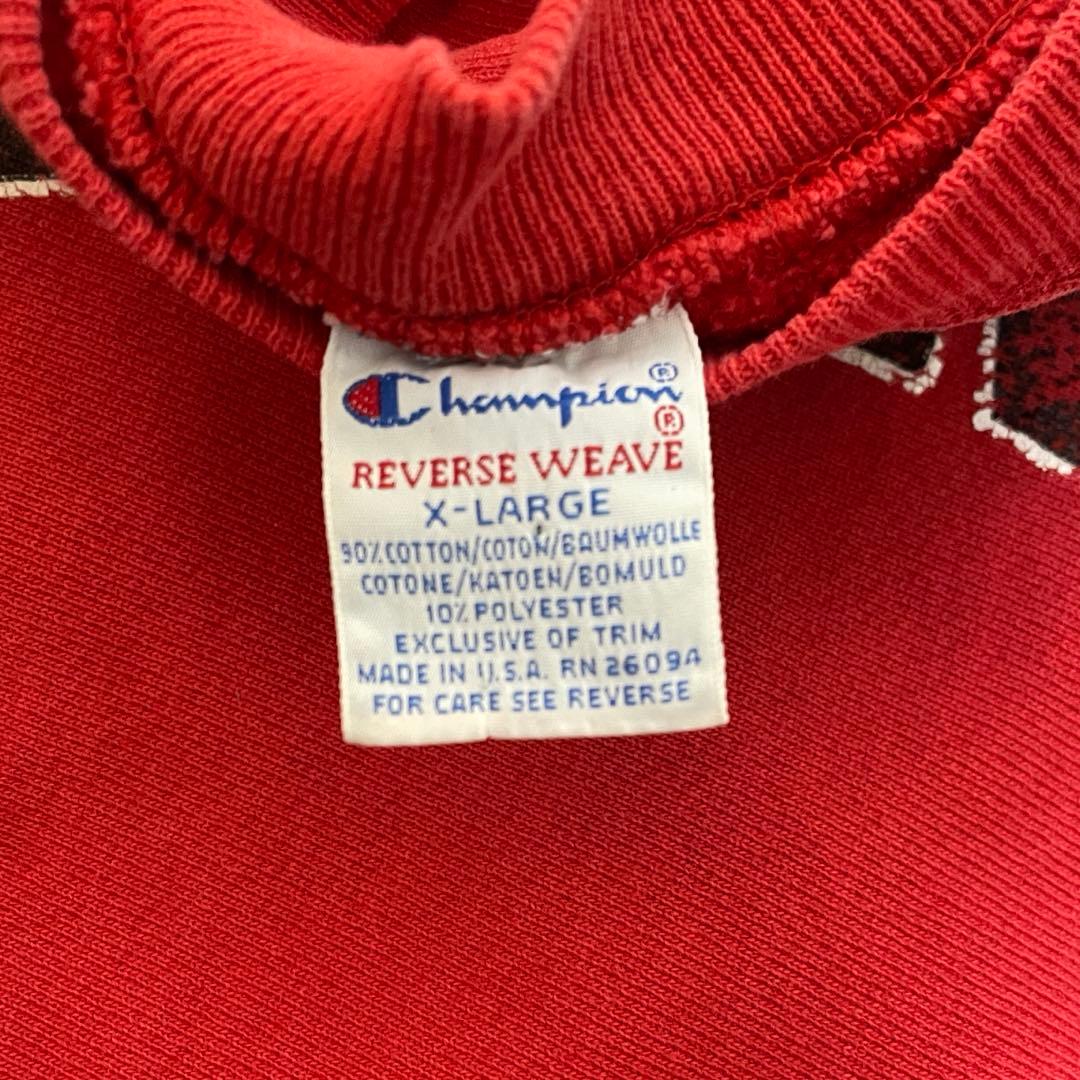 Champion®
®
REVERSE WEAVE
X-LARGE
90% COTTON/COTON/BAUMWOLLE
COTONE/KATOEN/BOMULD
10% POLYESTER
EXCLUSIVE OF TRIM
MADE IN U.S.A. RN 26094
FOR CARE SEE REVERSE